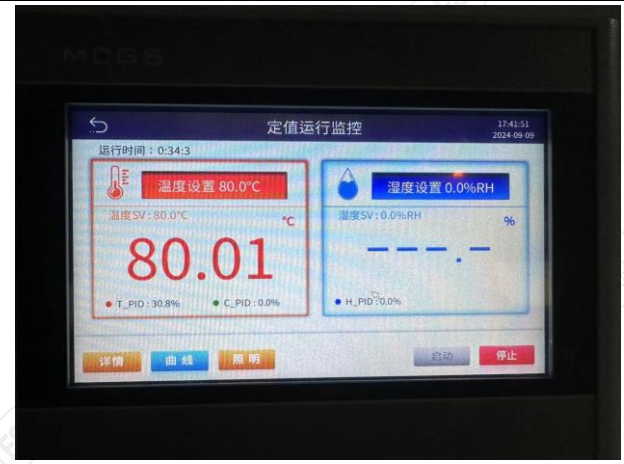 MCGS
定值运行监控
17:41:51
2024-09-09
运行时间：0:34:3
温度设置 80.0°C
温度SV : 80.0°C
°C
80.01
T_PID : 30.8%
C_PID : 0.0%
湿度设置 0.0%RH
湿度SV : 0.0%RH
%
---.-
H_PID : 0.0%
详情
曲线
照明
启动
停止